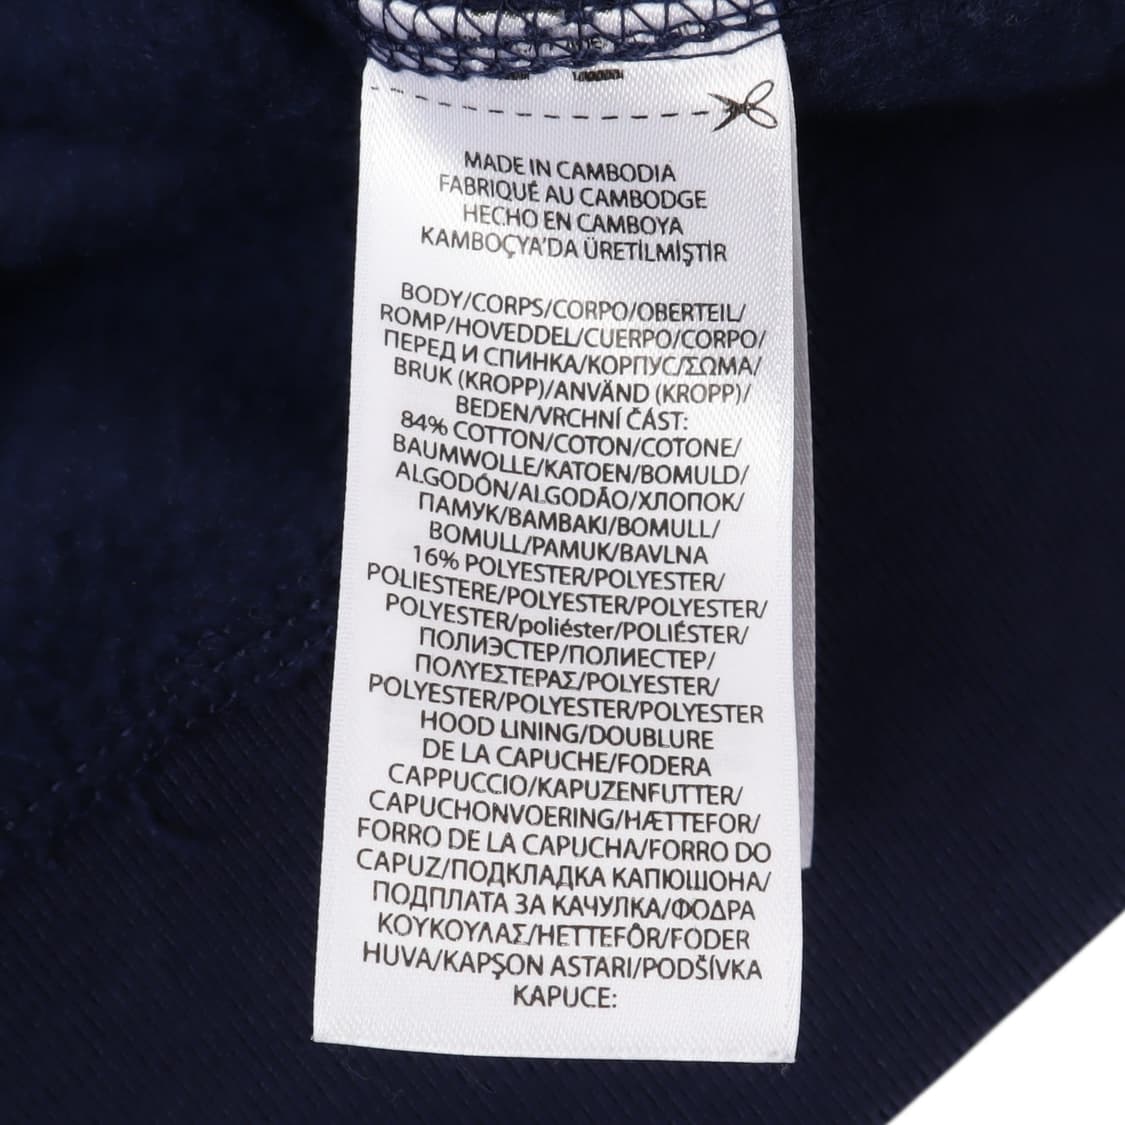 MADE IN CAMBODIA
FABRIQUÉ AU CAMBODGE
HECHO EN CAMBOYA
KAMBOÇYA'DA ÜRETİLMİŞTİR
BODY/CORPS/CORPO/OBERTEIL/
ROMP/HOVEDDEL/CUERPO/CORPO/
ПЕРЕД И СПИНКА/КОРПУС/ΣΩΜΑ/
BRUK (KROPP)/ANVÄND (KROPP)/
BEDEN/VRCHNÍ ČÁST:
84% COTTON/COTON/COTONE/
BAUMWOLLE/KATOEN/BOMULD/
ALGODÓN/ALGODÃO/ХЛОПОК/
ПАМУК/ΒΑΜΒΑΚΙ/BOMULL/
BOMULL/PAMUK/BAVLNA
16% POLYESTER/POLYESTER/
POLIESTERE/POLYESTER/POLYESTER/
POLYESTER/poliéster/POLIÉSTER/
ПОЛИЭСТЕР/ПОЛИЕСТЕР/
ΠΟΛΥΕΣΤΕΡΑΣ/POLYESTER/
POLYESTER/POLYESTER/POLYESTER
HOOD LINING/DOUBLURE
DE LA CAPUCHE/FODERA
CAPPUCCIO/KAPUZENFUTTER/
CAPUCHONVOERING/HÆTTEFOR/
FORRO DE LA CAPUCHA/FORRO DO
CAPUZ/ПОДКЛАДКА КАПЮШОНА/
ПОДПЛАТА ЗА КАЧУЛКА/ΦΟΔΡΑ
ΚΟΥΚΟΥΛΑΣ/HETTEFÔR/FODER
HUVA/KAPŞON ASTARI/PODŠÍVKA
KAPUCE: